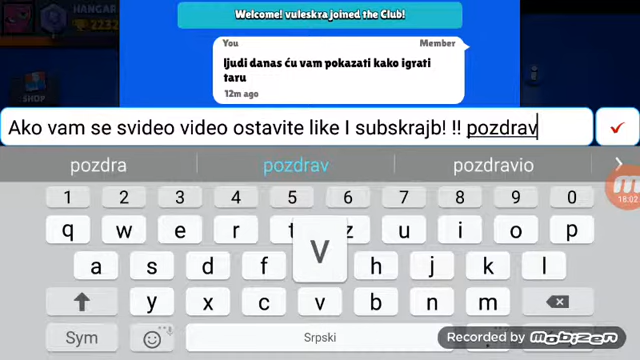 HANGAR
2232
Welcome! vuleskra joined the Club!
SHOP
You Member
ljudi danas ću vam pokazati kako igrati
taru
12m ago
Ako vam se svideo video ostavite like I subskrajb! !! pozdrav
pozdra pozdrav pozdravio
1 2 3 4 5 6 7 8 9 0
q w e r t z u i o p
18:02
a s d f V h j k l
y x c v b n m
Sym Srpski
Recorded by mobizen